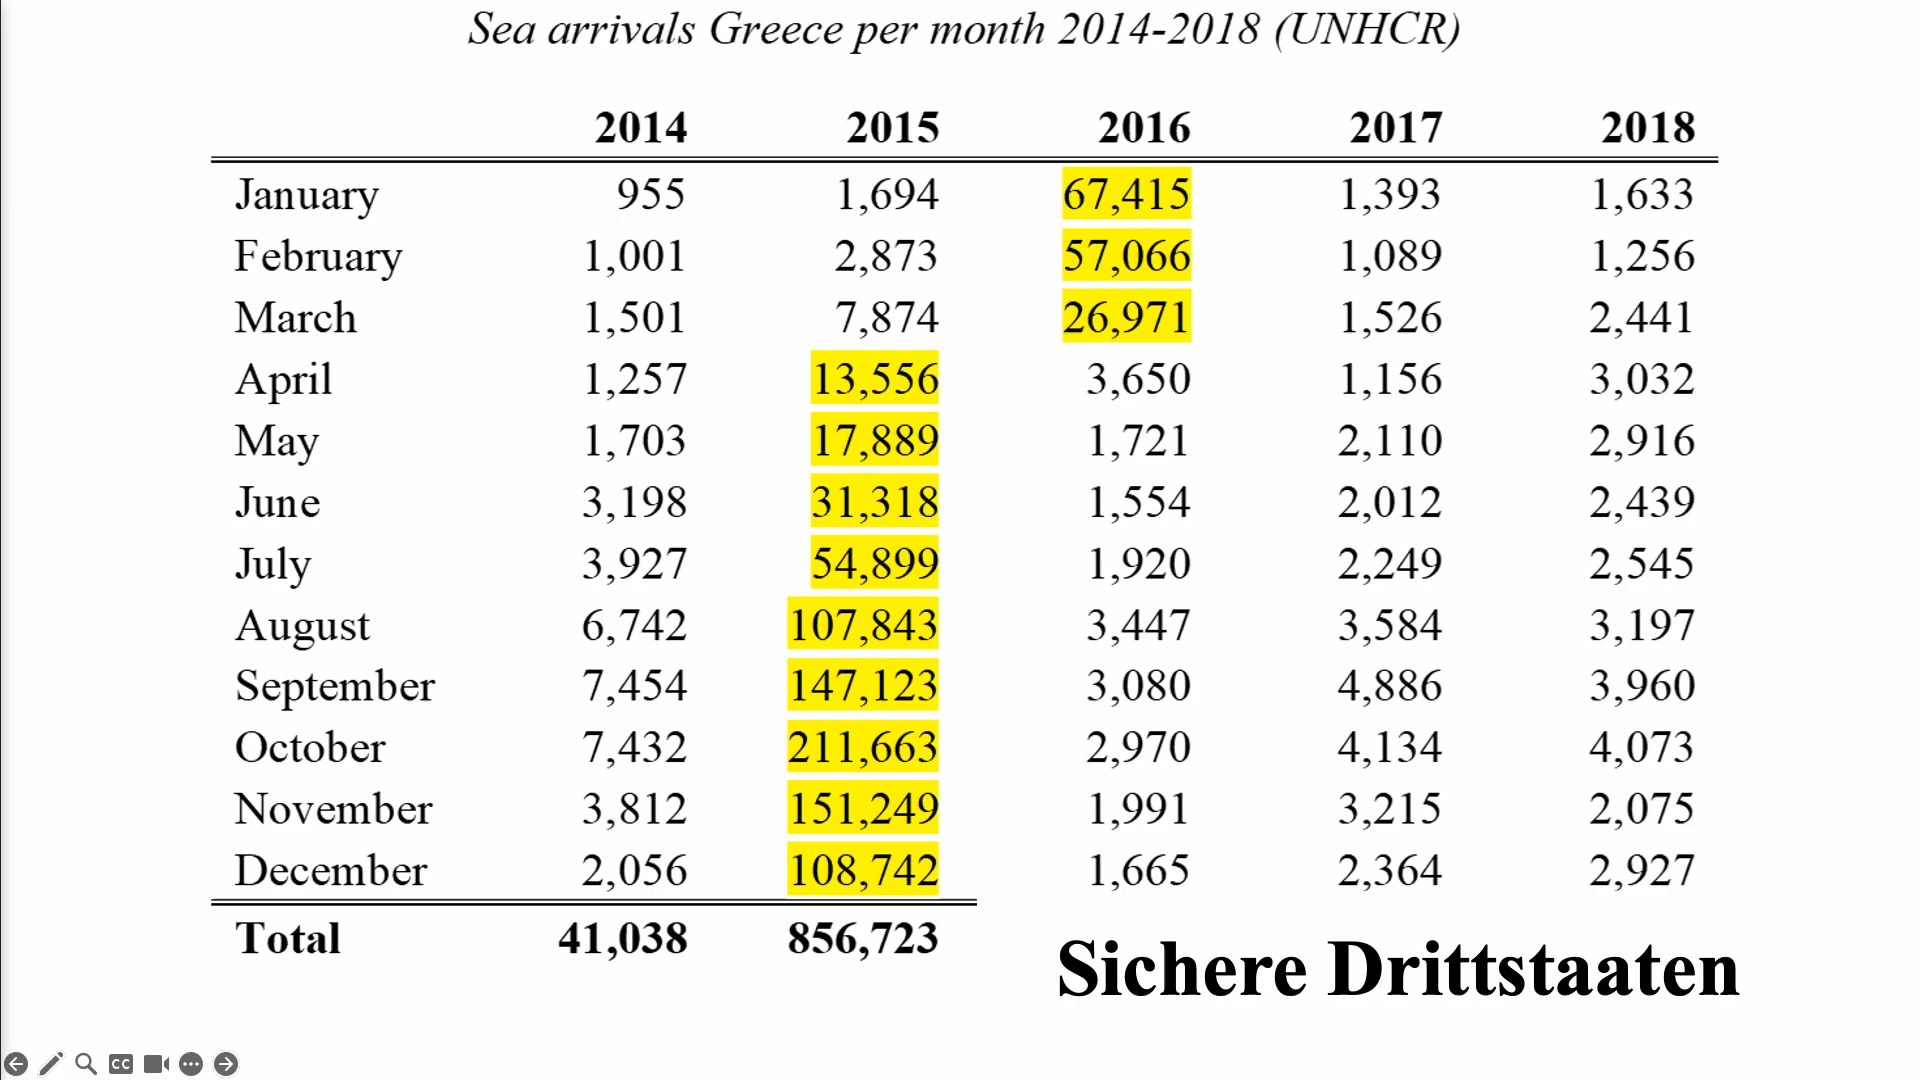 Sea arrivals Greece per month 2014-2018 (UNHCR)
2014 2015 2016 2017 2018
January 955 1,694 67,415 1,393 1,633
February 1,001 2,873 57,066 1,089 1,256
March 1,501 7,874 26,971 1,526 2,441
April 1,257 13,556 3,650 1,156 3,032
May 1,703 17,889 1,721 2,110 2,916
June 3,198 31,318 1,554 2,012 2,439
July 3,927 54,899 1,920 2,249 2,545
August 6,742 107,843 3,447 3,584 3,197
September 7,454 147,123 3,080 4,886 3,960
October 7,432 211,663 2,970 4,134 4,073
November 3,812 151,249 1,991 3,215 2,075
December 2,056 108,742 1,665 2,364 2,927
Total 41,038 856,723
Sichere Drittstaaten
CC